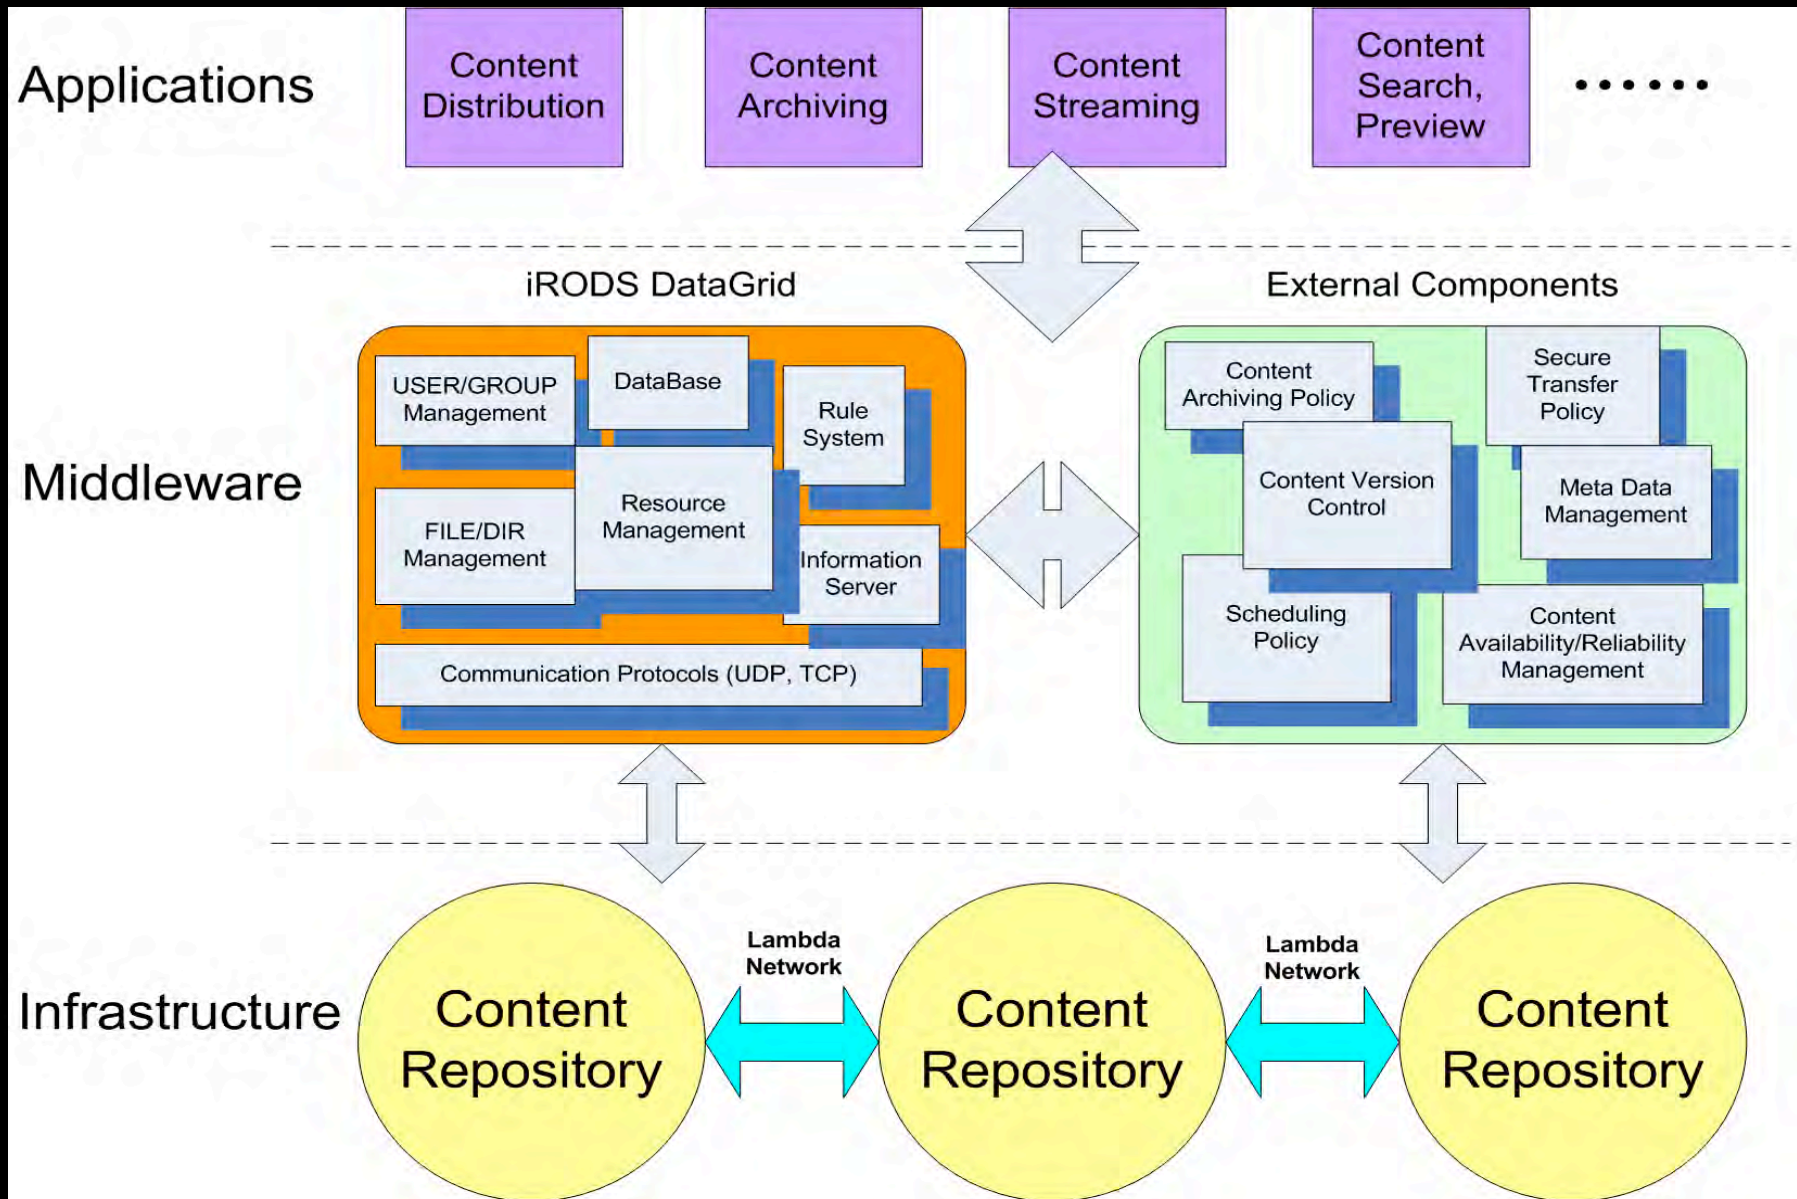 Applications
Content
Distribution
Content
Archiving
Content
Streaming
Content
Search,
Preview
......
iRODS DataGrid
External Components
Middleware
USER/GROUP
Management
DataBase
Rule
System
FILE/DIR
Management
Resource
Management
Information
Server
Communication Protocols (UDP, TCP)
Content
Archiving Policy
Secure
Transfer
Policy
Content Version
Control
Meta Data
Management
Scheduling
Policy
Content
Availability/Reliability
Management
Infrastructure
Content
Repository
Lambda
Network
Content
Repository
Lambda
Network
Content
Repository